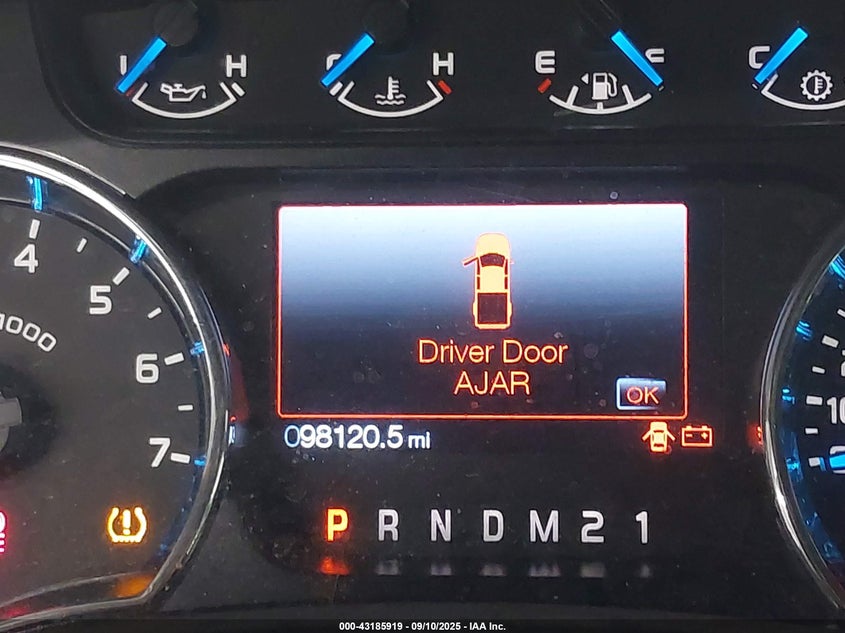 H
H
E
C
4
5
6
7
Driver Door
AJAR
OK
098120.5 mi
P R N D M 2 1
000-43185919 - 09/10/2025 - IAA Inc.